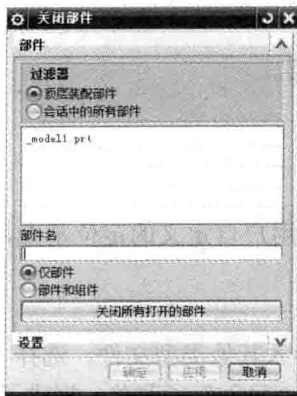 关闭部件
部件
过滤器
顶层装配部件
会话中的所有部件
_model1.prt
部件名
仅部件
部件和组件
关闭所有打开的部件
设置
确定 应用 取消